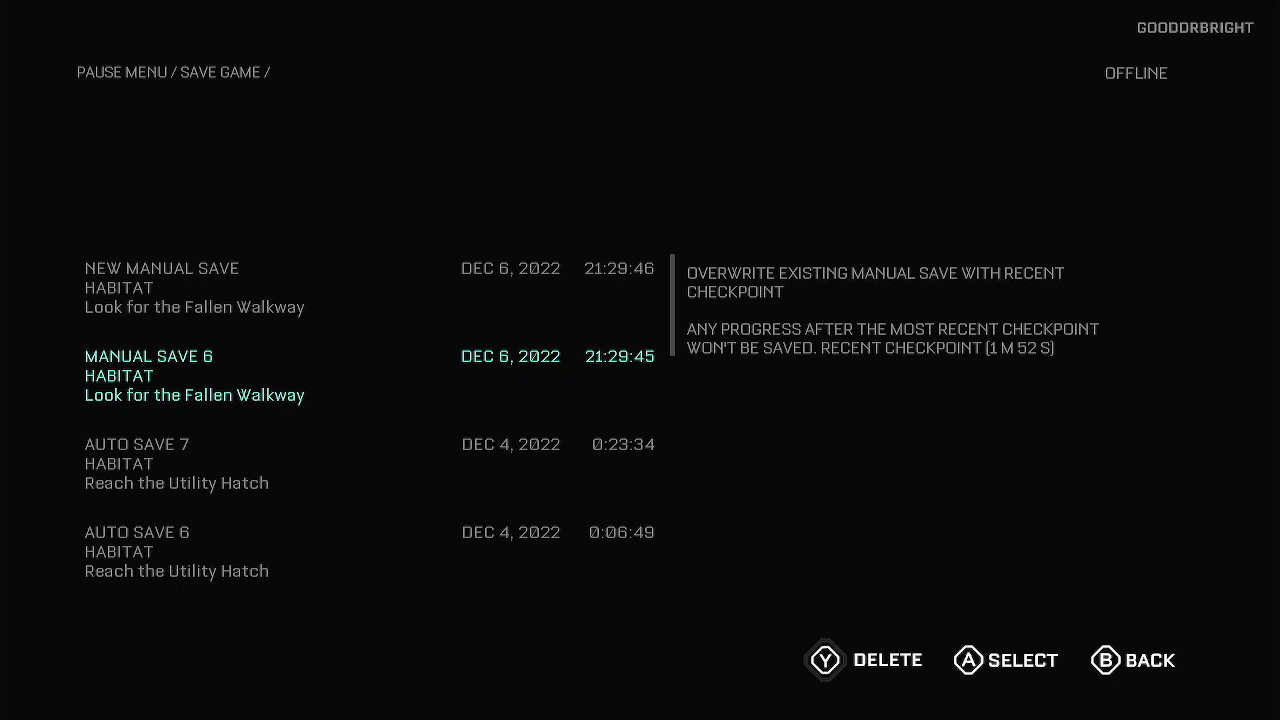 GOODDRBRIGHT
PAUSE MENU / SAVE GAME /
OFFLINE
NEW MANUAL SAVE DEC 6, 2022 21:29:46
HABITAT
Look for the Fallen Walkway
MANUAL SAVE 6 DEC 6, 2022 21:29:45
HABITAT
Look for the Fallen Walkway
AUTO SAVE 7 DEC 4, 2022 0:23:34
HABITAT
Reach the Utility Hatch
AUTO SAVE 6 DEC 4, 2022 0:06:49
HABITAT
Reach the Utility Hatch
OVERWRITE EXISTING MANUAL SAVE WITH RECENT
CHECKPOINT
ANY PROGRESS AFTER THE MOST RECENT CHECKPOINT
WON'T BE SAVED. RECENT CHECKPOINT (1 M 52 S)
Y DELETE A SELECT B BACK